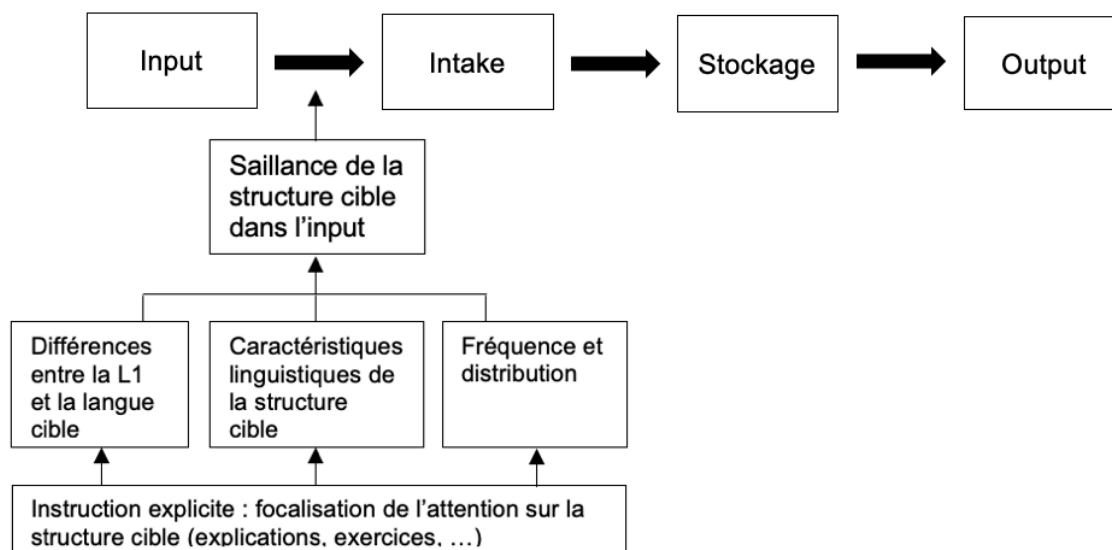 Input
Intake
Stockage
Output
Saillance de la
structure cible
dans l’input
Différences
entre la L1
et la langue
cible
Caractéristiques
linguistiques de
la structure
cible
Fréquence et
distribution
Instruction explicite : focalisation de l’attention sur la
structure cible (explications, exercices, …)